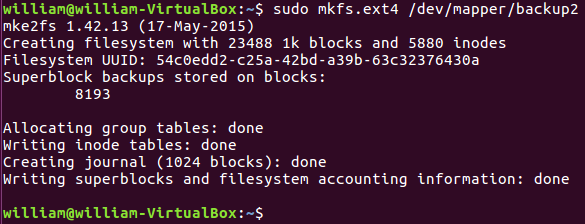 william@william-VirtualBox:~$ sudo mkfs.ext4 /dev/mapper/backup2
mke2fs 1.42.13 (17-May-2015)
Creating filesystem with 23488 1k blocks and 5880 inodes
Filesystem UUID: 54c0edd2-c25a-42bd-a39b-63c32376430a
Superblock backups stored on blocks:
        8193

Allocating group tables: done
Writing inode tables: done
Creating journal (1024 blocks): done
Writing superblocks and filesystem accounting information: done

william@william-VirtualBox:~$